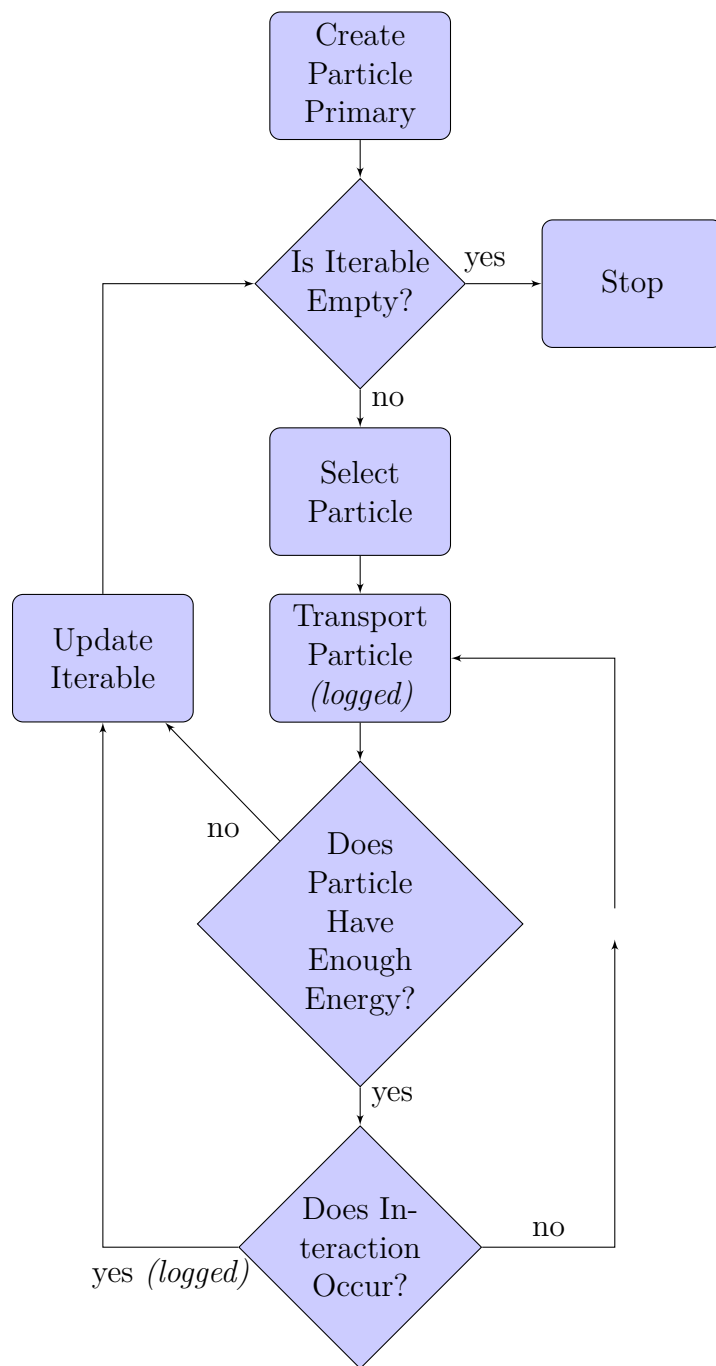 Create
Particle
Primary
Is Iterable
Empty?
yes
Stop
no
Select
Particle
Update
Iterable
Transport
Particle
(logged)
no
Does
Particle
Have
Enough
Energy?
yes
Does In-
teraction
Occur?
yes (logged)
no